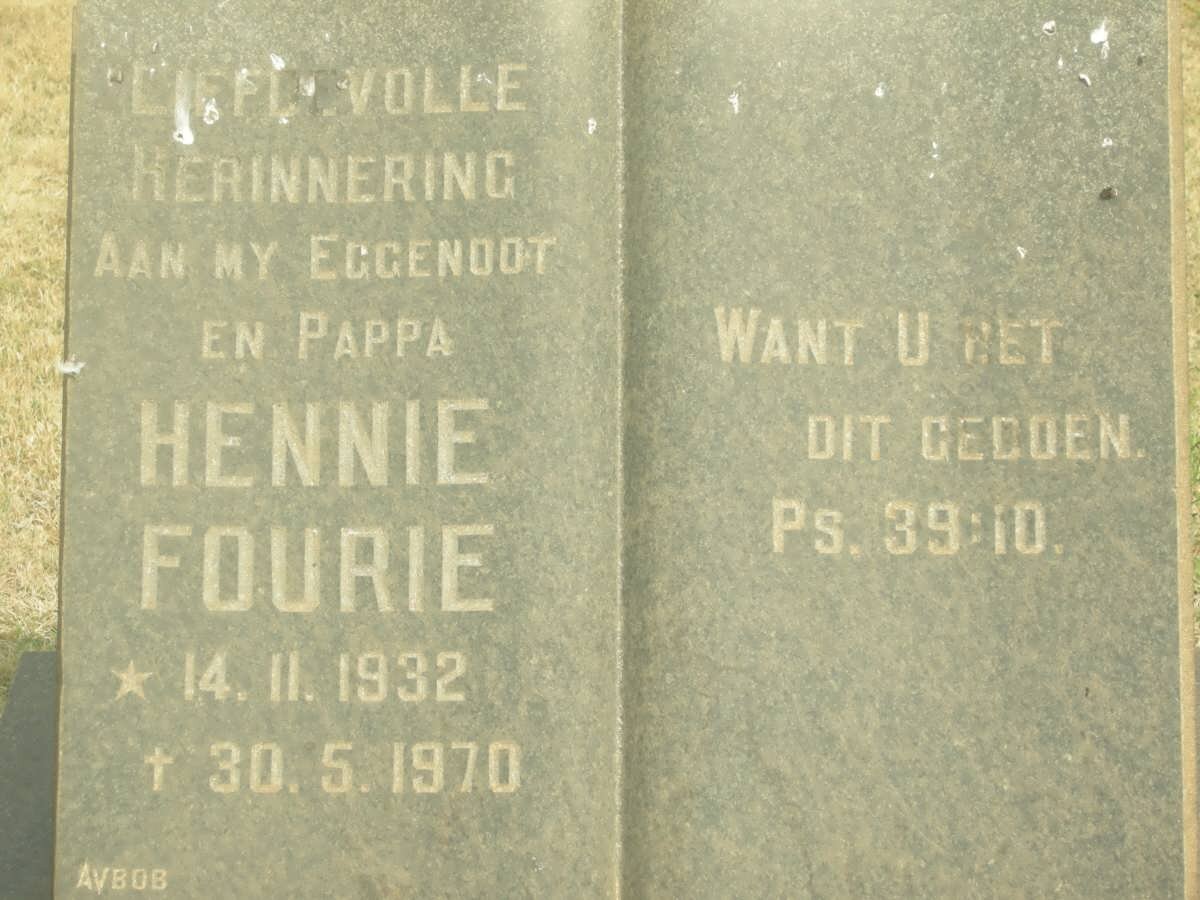 LIEFDEVOLLE
HERINNERING
AAN MY EGGENOOT
EN PAPPA
HENNIE
FOURIE
★ 14.11.1932
† 30.5.1970
AVBOB
WANT U HET
DIT GEDOEN.
PS. 39:10.